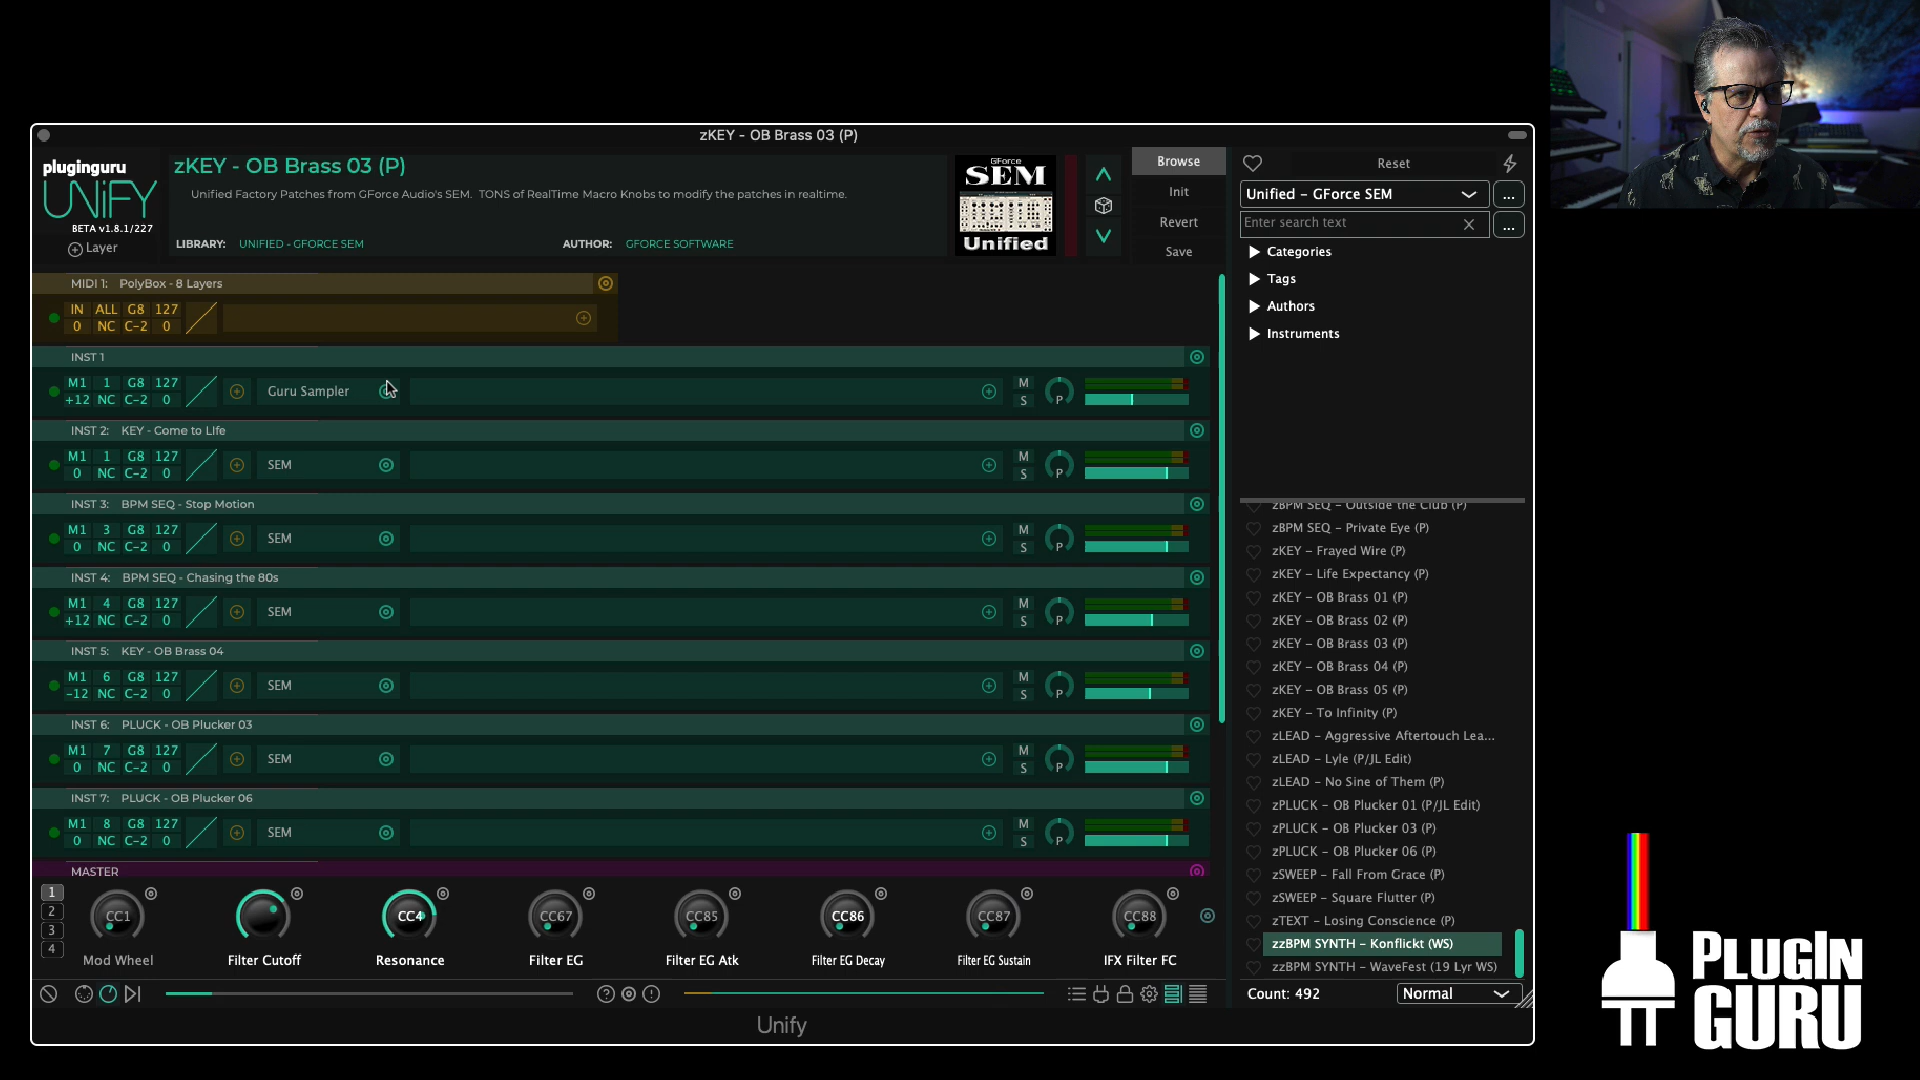 zKEY - OB Brass 03 (P)
pluginguru
UNIFY
BETA v1.8.1/227
Layer
zKEY - OB Brass 03 (P)
Unified Factory Patches from GForce Audio's SEM. TONS of RealTime Macro Knobs to modify the patches in realtime.
LIBRARY: UNIFIED - GFORCE SEM
AUTHOR: GFORCE SOFTWARE
GForce
SEM
Unified
Browse
Init
Revert
Save
Reset
Unified – GForce SEM
...
Enter search text
...
Categories
Tags
Authors
Instruments
MIDI 1: PolyBox - 8 Layers
IN ALL G8 127
0 NC C-2 0
INST 1
M1 1 G8 127
+12 NC C-2 0
Guru Sampler
M
S
P
INST 2: KEY - Come to Life
M1 1 G8 127
0 NC C-2 0
SEM
M
S
P
INST 3: BPM SEQ - Stop Motion
M1 3 G8 127
0 NC C-2 0
SEM
M
S
P
INST 4: BPM SEQ - Chasing the 80s
M1 4 G8 127
+12 NC C-2 0
SEM
M
S
P
INST 5: KEY - OB Brass 04
M1 6 G8 127
-12 NC C-2 0
SEM
M
S
P
INST 6: PLUCK - OB Plucker 03
M1 7 G8 127
0 NC C-2 0
SEM
M
S
P
INST 7: PLUCK - OB Plucker 06
M1 8 G8 127
0 NC C-2 0
SEM
M
S
P
MASTER
1
2
3
4
CC1
Mod Wheel
Filter Cutoff
CC4
Resonance
CC67
Filter EG
CC85
Filter EG Atk
CC86
Filter EG Decay
CC87
Filter EG Sustain
CC88
IFX Filter FC
zBPM SEQ – Outside the Club (P)
zBPM SEQ – Private Eye (P)
zKEY – Frayed Wire (P)
zKEY – Life Expectancy (P)
zKEY – OB Brass 01 (P)
zKEY – OB Brass 02 (P)
zKEY – OB Brass 03 (P)
zKEY – OB Brass 04 (P)
zKEY – OB Brass 05 (P)
zKEY – To Infinity (P)
zLEAD – Aggressive Aftertouch Lea...
zLEAD – Lyle (P/JL Edit)
zLEAD – No Sine of Them (P)
zPLUCK – OB Plucker 01 (P/JL Edit)
zPLUCK – OB Plucker 03 (P)
zPLUCK – OB Plucker 06 (P)
zSWEEP – Fall From Grace (P)
zSWEEP – Square Flutter (P)
zTEXT – Losing Conscience (P)
zzBPM SYNTH – Konflickt (WS)
zzBPM SYNTH – WaveFest (19 Lyr WS)
Count: 492
Normal
Unify
PLUGIN
GURU